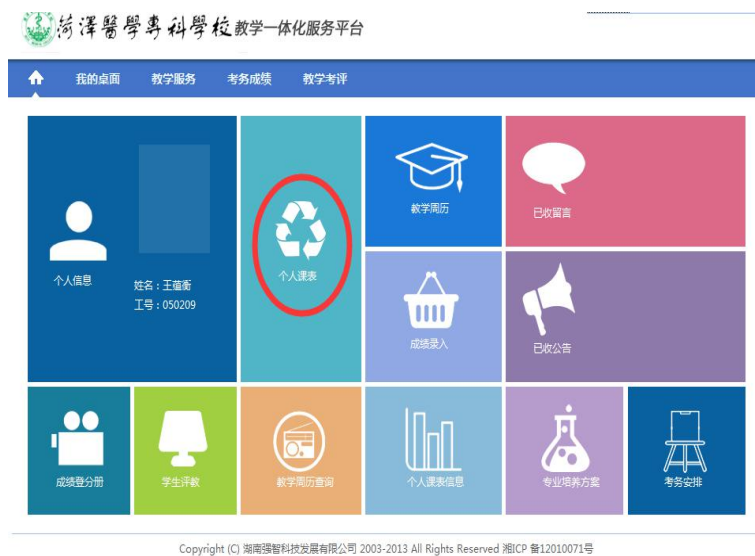 菏澤醫學專科學校教学一体化服务平台
我的桌面 教学服务 考务成绩 教学考评
个人信息
姓名：王蕴衡
工号：050209
个人课表
教学周历
已收留言
成绩录入
已收公告
成绩登分册
学生评教
教学周历查询
个人课表信息
专业培养方案
考务安排
Copyright (C) 湖南强智科技发展有限公司 2003-2013 All Rights Reserved 湘ICP 备12010071号